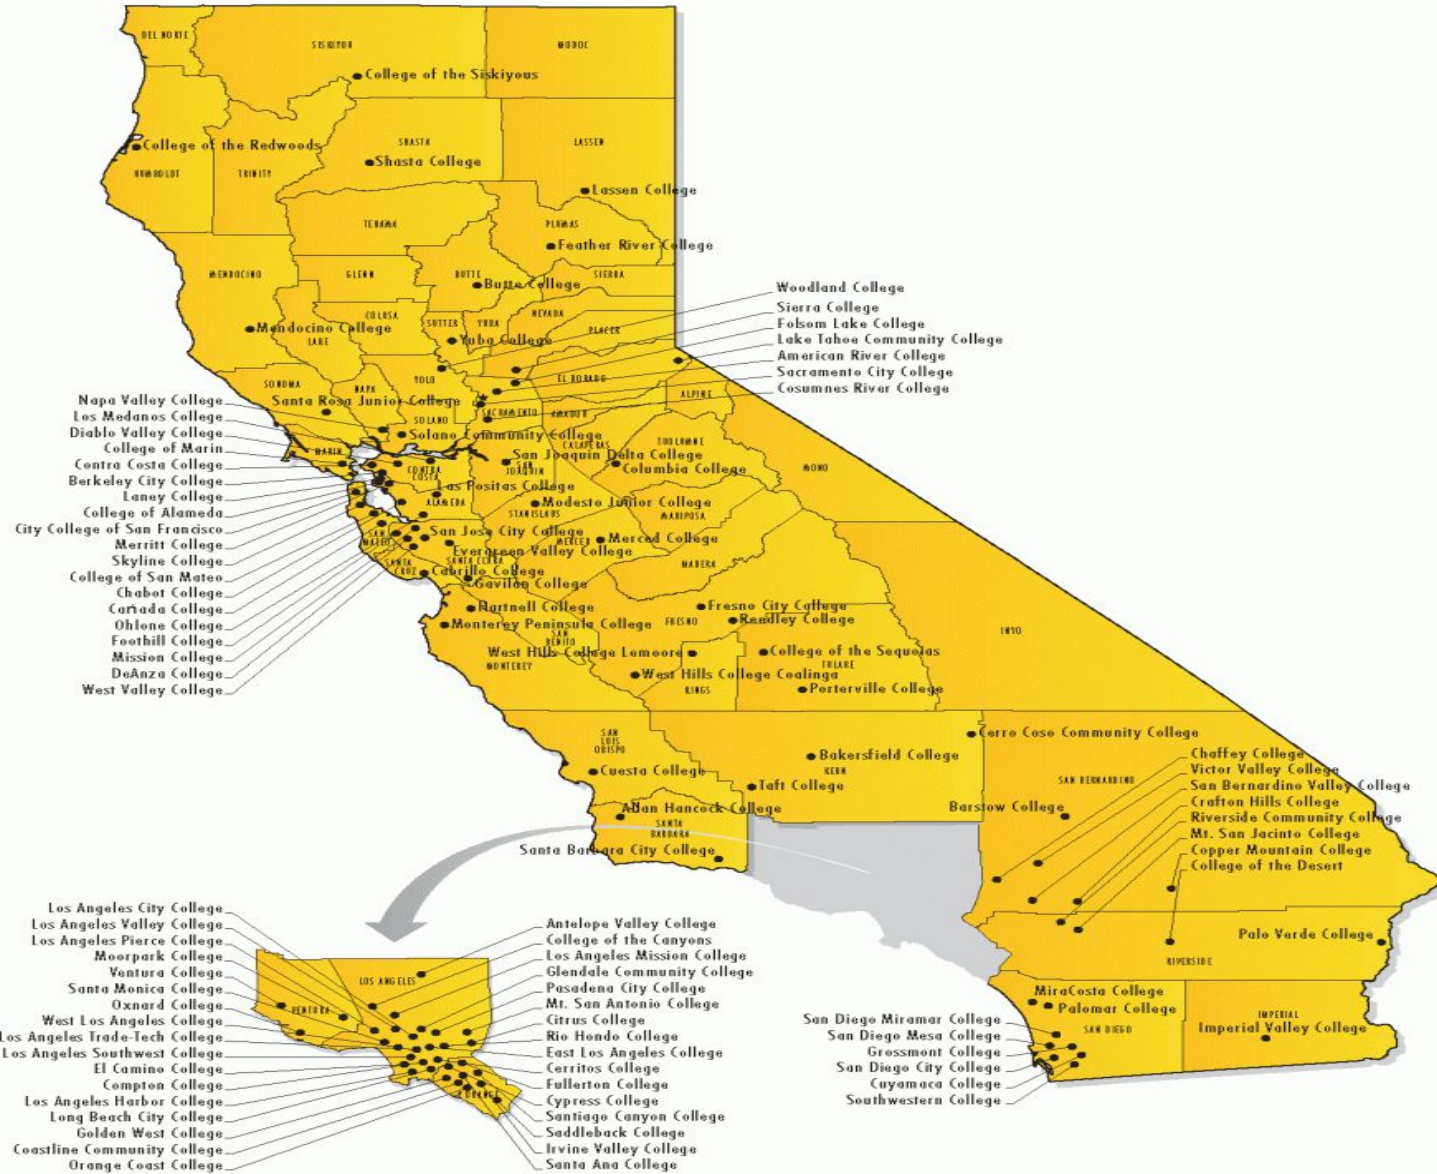 DEL NORTE
SISKIYOU
MODOC
College of the Siskiyous
College of the Redwoods
SHASTA
LASSEN
Shasta College
HUMBOLDT
TRINITY
Lassen College
TEHAMA
PLUMAS
Feather River College
MENDOCINO
GLENN
BUTTE
SIERRA
Butte College
Woodland College
Sierra College
Folsom Lake College
Lake Tahoe Community College
American River College
Sacramento City College
Cosumnes River College
COLUSA
SUTTER
YUBA
NEVADA
PLACER
Mendocino College
LAKE
Yuba College
SONOMA
NAPA
YOLO
EL DORADO
ALPINE
Santa Rosa Junior College
SOLANO
SACRAMENTO
AMADOR
Solano Community College
CALAVERAS
TUOLUMNE
MONO
MARIN
San Joaquin Delta College
SAN JOAQUIN
CONTRA COSTA
Columbia College
Las Positas College
ALAMEDA
Modesto Junior College
STANISLAUS
MARIPOSA
SAN MATEO
San Jose City College
Evergreen Valley College
MERCED
Merced College
SANTA CLARA
SANTA CRUZ
Cabrillo College
Gavilan College
MADERA
Hartnell College
Monterey Peninsula College
SAN BENITO
Fresno City College
FRESNO
Reedley College
INYO
West Hills College Lemoore
College of the Sequoias
TULARE
MONTEREY
West Hills College Coalinga
KINGS
Porterville College
Napa Valley College
Los Medanos College
Diablo Valley College
College of Marin
Contra Costa College
Berkeley City College
Laney College
College of Alameda
City College of San Francisco
Merritt College
Skyline College
College of San Mateo
Chabot College
Cañada College
Ohlone College
Foothill College
Mission College
DeAnza College
West Valley College
SAN
LUIS
OBISPO
Cuesta College
Bakersfield College
KERN
Taft College
Cerro Coso Community College
SAN BERNARDINO
Barstow College
Allan Hancock College
SANTA
BARBARA
Santa Barbara City College
Chaffey College
Victor Valley College
San Bernardino Valley College
Crafton Hills College
Riverside Community College
Mt. San Jacinto College
Copper Mountain College
College of the Desert
Palo Verde College
RIVERSIDE
MiraCosta College
Palomar College
SAN DIEGO
IMPERIAL
Imperial Valley College
San Diego Miramar College
San Diego Mesa College
Grossmont College
San Diego City College
Cuyamaca College
Southwestern College
Los Angeles City College
Los Angeles Valley College
Los Angeles Pierce College
Moorpark College
Ventura College
Santa Monica College
Oxnard College
West Los Angeles College
Los Angeles Trade-Tech College
Los Angeles Southwest College
El Camino College
Compton College
Los Angeles Harbor College
Long Beach City College
Golden West College
Coastline Community College
Orange Coast College
LOS ANGELES
VENTURA
ORANGE
Antelope Valley College
College of the Canyons
Los Angeles Mission College
Glendale Community College
Pasadena City College
Mt. San Antonio College
Citrus College
Rio Hondo College
East Los Angeles College
Cerritos College
Fullerton College
Cypress College
Santiago Canyon College
Saddleback College
Irvine Valley College
Santa Ana College